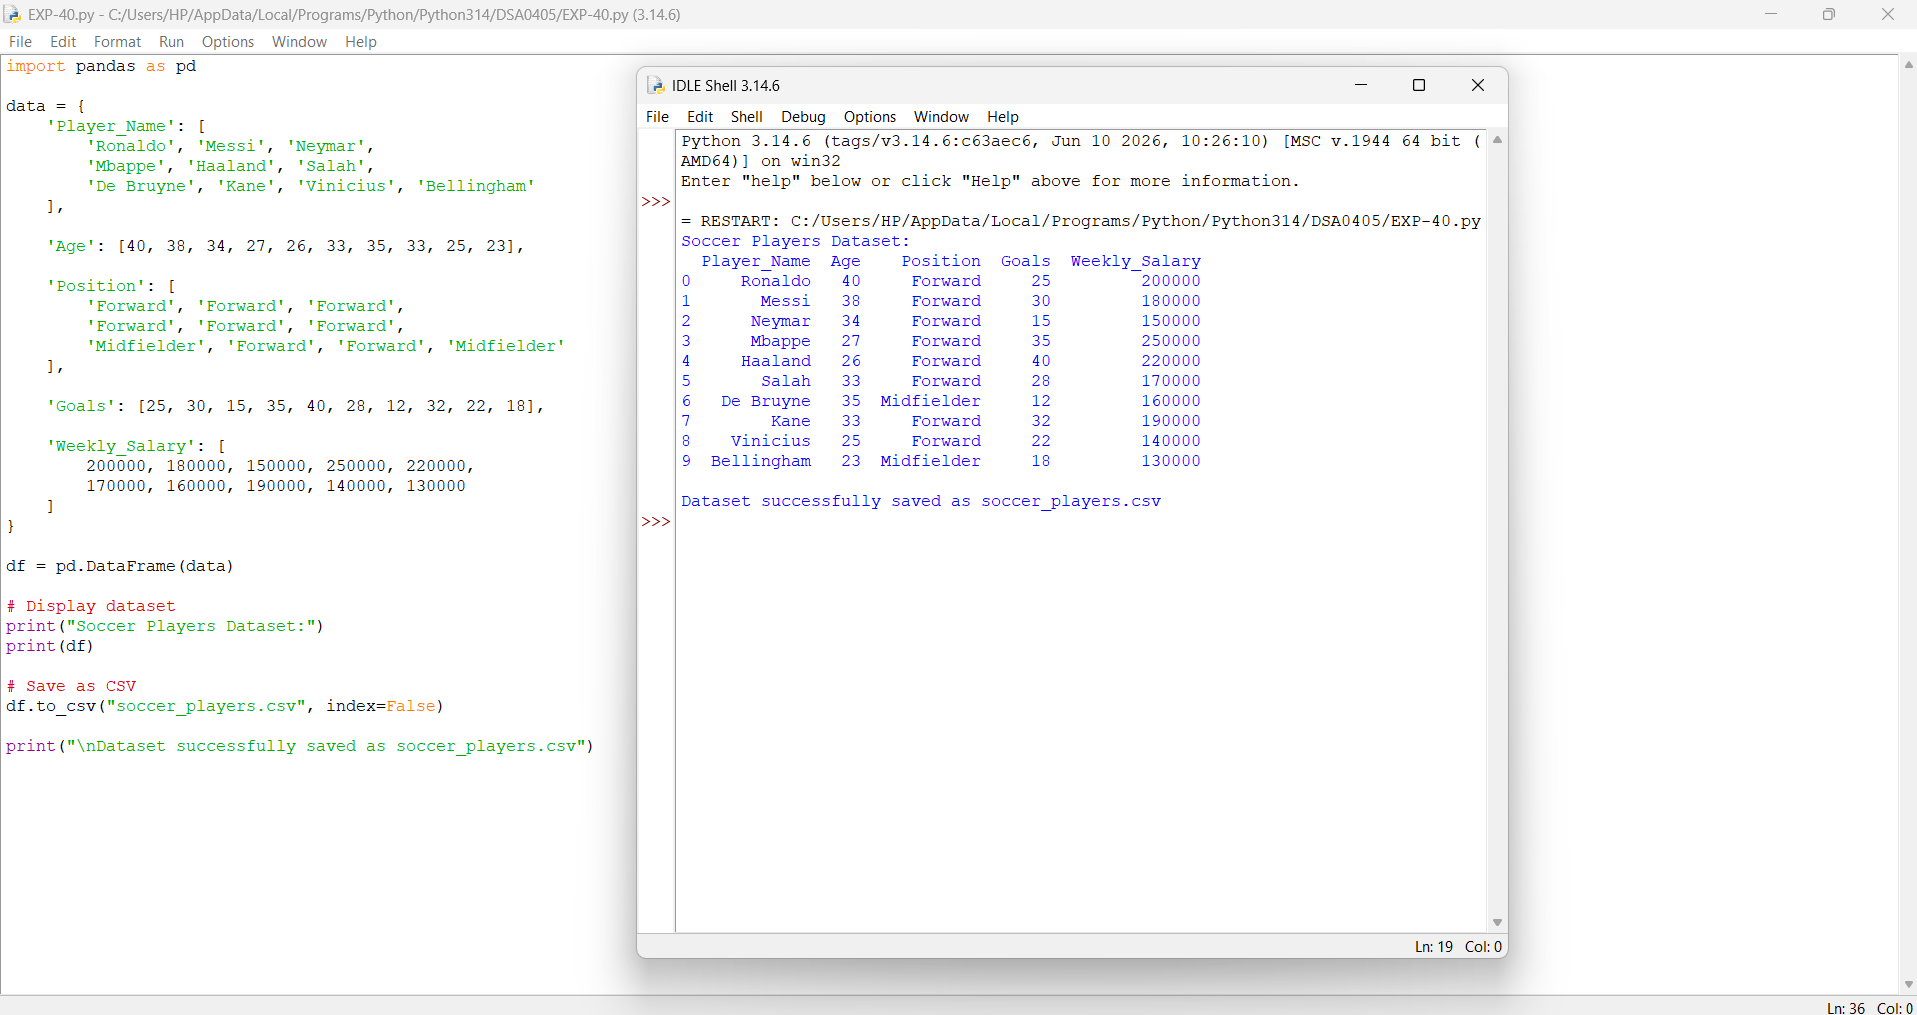 EXP-40.py - C:/Users/HP/AppData/Local/Programs/Python/Python314/DSA0405/EXP-40.py (3.14.6)
File Edit Format Run Options Window Help
import pandas as pd
data = {
    'Player_Name': [
        'Ronaldo', 'Messi', 'Neymar',
        'Mbappe', 'Haaland', 'Salah',
        'De Bruyne', 'Kane', 'Vinicius', 'Bellingham'
    ],
    'Age': [40, 38, 34, 27, 26, 33, 35, 33, 25, 23],
    'Position': [
        'Forward', 'Forward', 'Forward',
        'Forward', 'Forward', 'Forward',
        'Midfielder', 'Forward', 'Forward', 'Midfielder'
    ],
    'Goals': [25, 30, 15, 35, 40, 28, 12, 32, 22, 18],
    'Weekly_Salary': [
        200000, 180000, 150000, 250000, 220000,
        170000, 160000, 190000, 140000, 130000
    ]
}
df = pd.DataFrame(data)
# Display dataset
print("Soccer Players Dataset:")
print(df)
# Save as CSV
df.to_csv("soccer_players.csv", index=False)
print("\nDataset successfully saved as soccer_players.csv")
IDLE Shell 3.14.6
File Edit Shell Debug Options Window Help
Python 3.14.6 (tags/v3.14.6:c63aec6, Jun 10 2026, 10:26:10) [MSC v.1944 64 bit (
AMD64)] on win32
Enter "help" below or click "Help" above for more information.
>>>
= RESTART: C:/Users/HP/AppData/Local/Programs/Python/Python314/DSA0405/EXP-40.py
Soccer Players Dataset:
  Player_Name  Age    Position  Goals  Weekly_Salary
0     Ronaldo   40     Forward     25         200000
1       Messi   38     Forward     30         180000
2      Neymar   34     Forward     15         150000
3      Mbappe   27     Forward     35         250000
4     Haaland   26     Forward     40         220000
5       Salah   33     Forward     28         170000
6   De Bruyne   35  Midfielder     12         160000
7        Kane   33     Forward     32         190000
8    Vinicius   25     Forward     22         140000
9  Bellingham   23  Midfielder     18         130000
Dataset successfully saved as soccer_players.csv
>>>
Ln: 19 Col: 0
Ln: 36 Col: 0